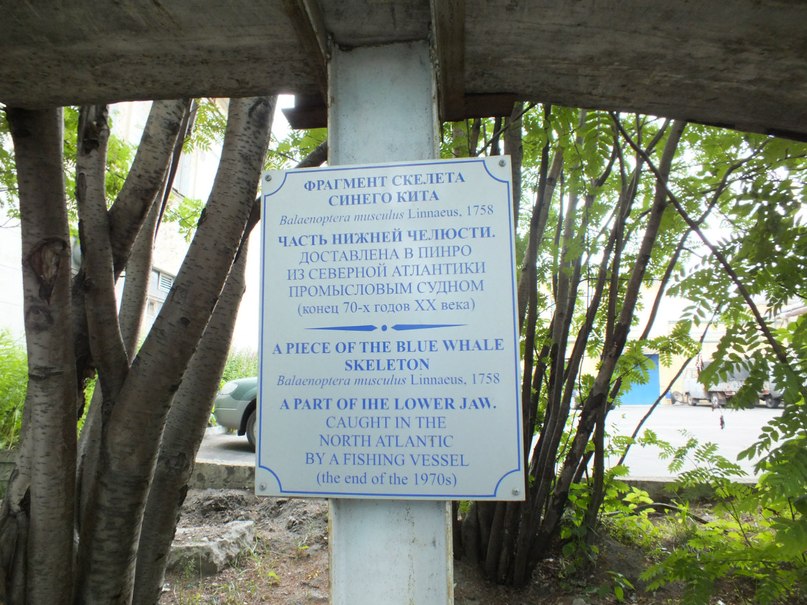 ФРАГМЕНТ СКЕЛЕТА
СИНЕГО КИТА
Balaenoptera musculus Linnaeus, 1758
ЧАСТЬ НИЖНЕЙ ЧЕЛЮСТИ.
ДОСТАВЛЕНА В ПИНРО
ИЗ СЕВЕРНОЙ АТЛАНТИКИ
ПРОМЫСЛОВЫМ СУДНОМ
(конец 70-х годов XX века)
A PIECE OF THE BLUE WHALE
SKELETON
Balaenoptera musculus Linnaeus, 1758
A PART OF IHE LOWER JAW.
CAUGHT IN THE
NORTH ATLANTIC
BY A FISHING VESSEL
(the end of the 1970s)